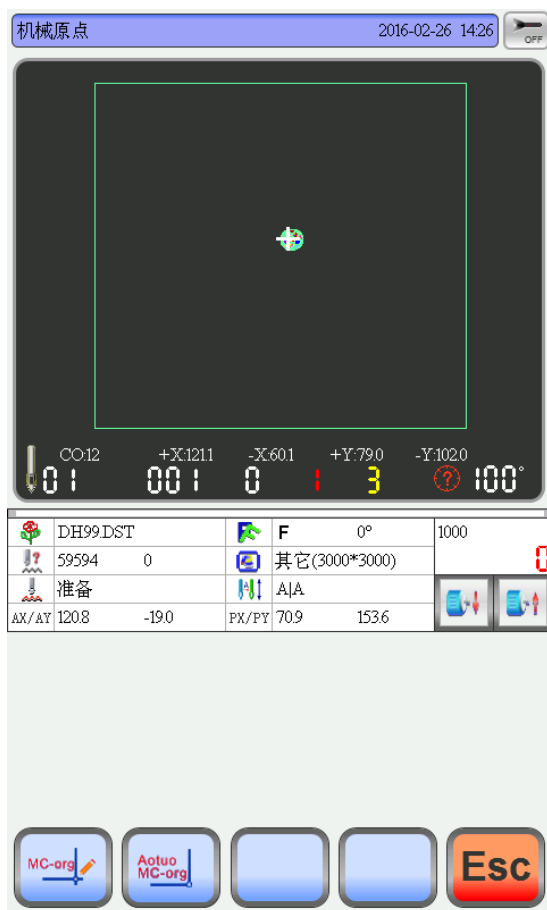 机械原点 2016-02-26 14:26 OFF
CO:12 +X:121.1 -X:60.1 +Y:79.0 -Y:102.0
01 001 0 1 3 ? 100°
DH99.DST F 0° 1000
59594 0 其它(3000*3000) 0
准备 A|A
AX/AY 120.8 -19.0 PX/PY 70.9 153.6
MC-org Aotuo MC-org Esc